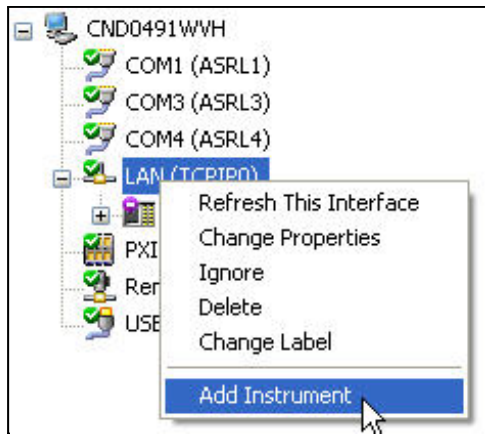 CND0491WVH
COM1 (ASRL1)
COM3 (ASRL3)
COM4 (ASRL4)
LAN (TCPIP0)
Refresh This Interface
PXI
Change Properties
Ignore
Delete
Change Label
Add Instrument